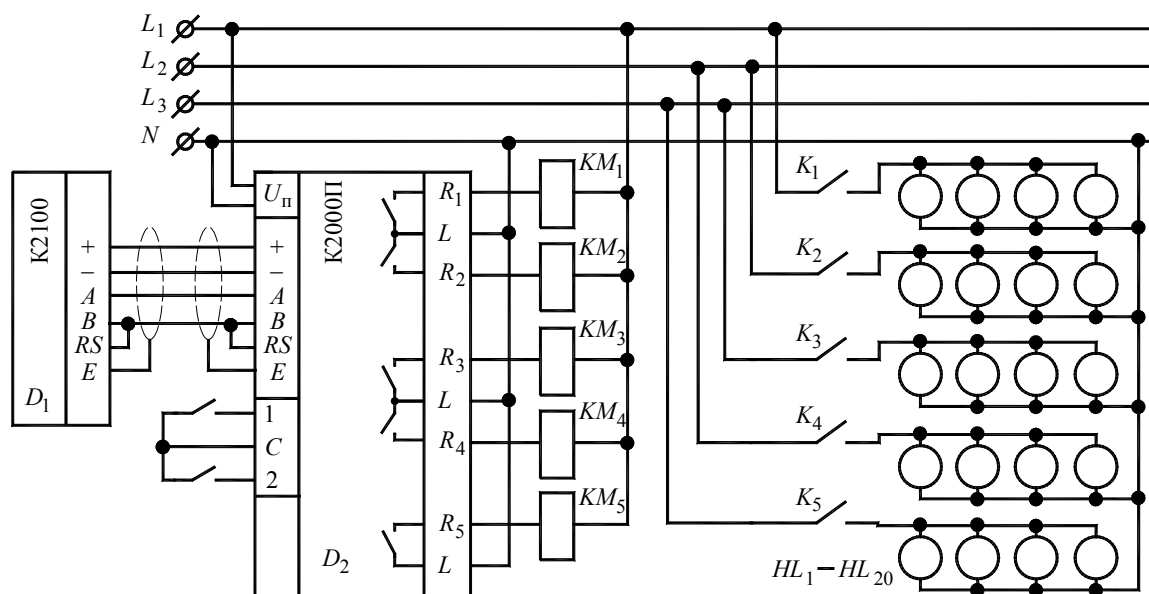 L1
L2
L3
N
К2100
+
−
A
B
RS
E
D1
Uп
+
−
A
B
RS
E
1
C
2
К2000П
D2
R1
L
R2
R3
L
R4
R5
L
KM1
KM2
KM3
KM4
KM5
K1
K2
K3
K4
K5
HL1 − HL20